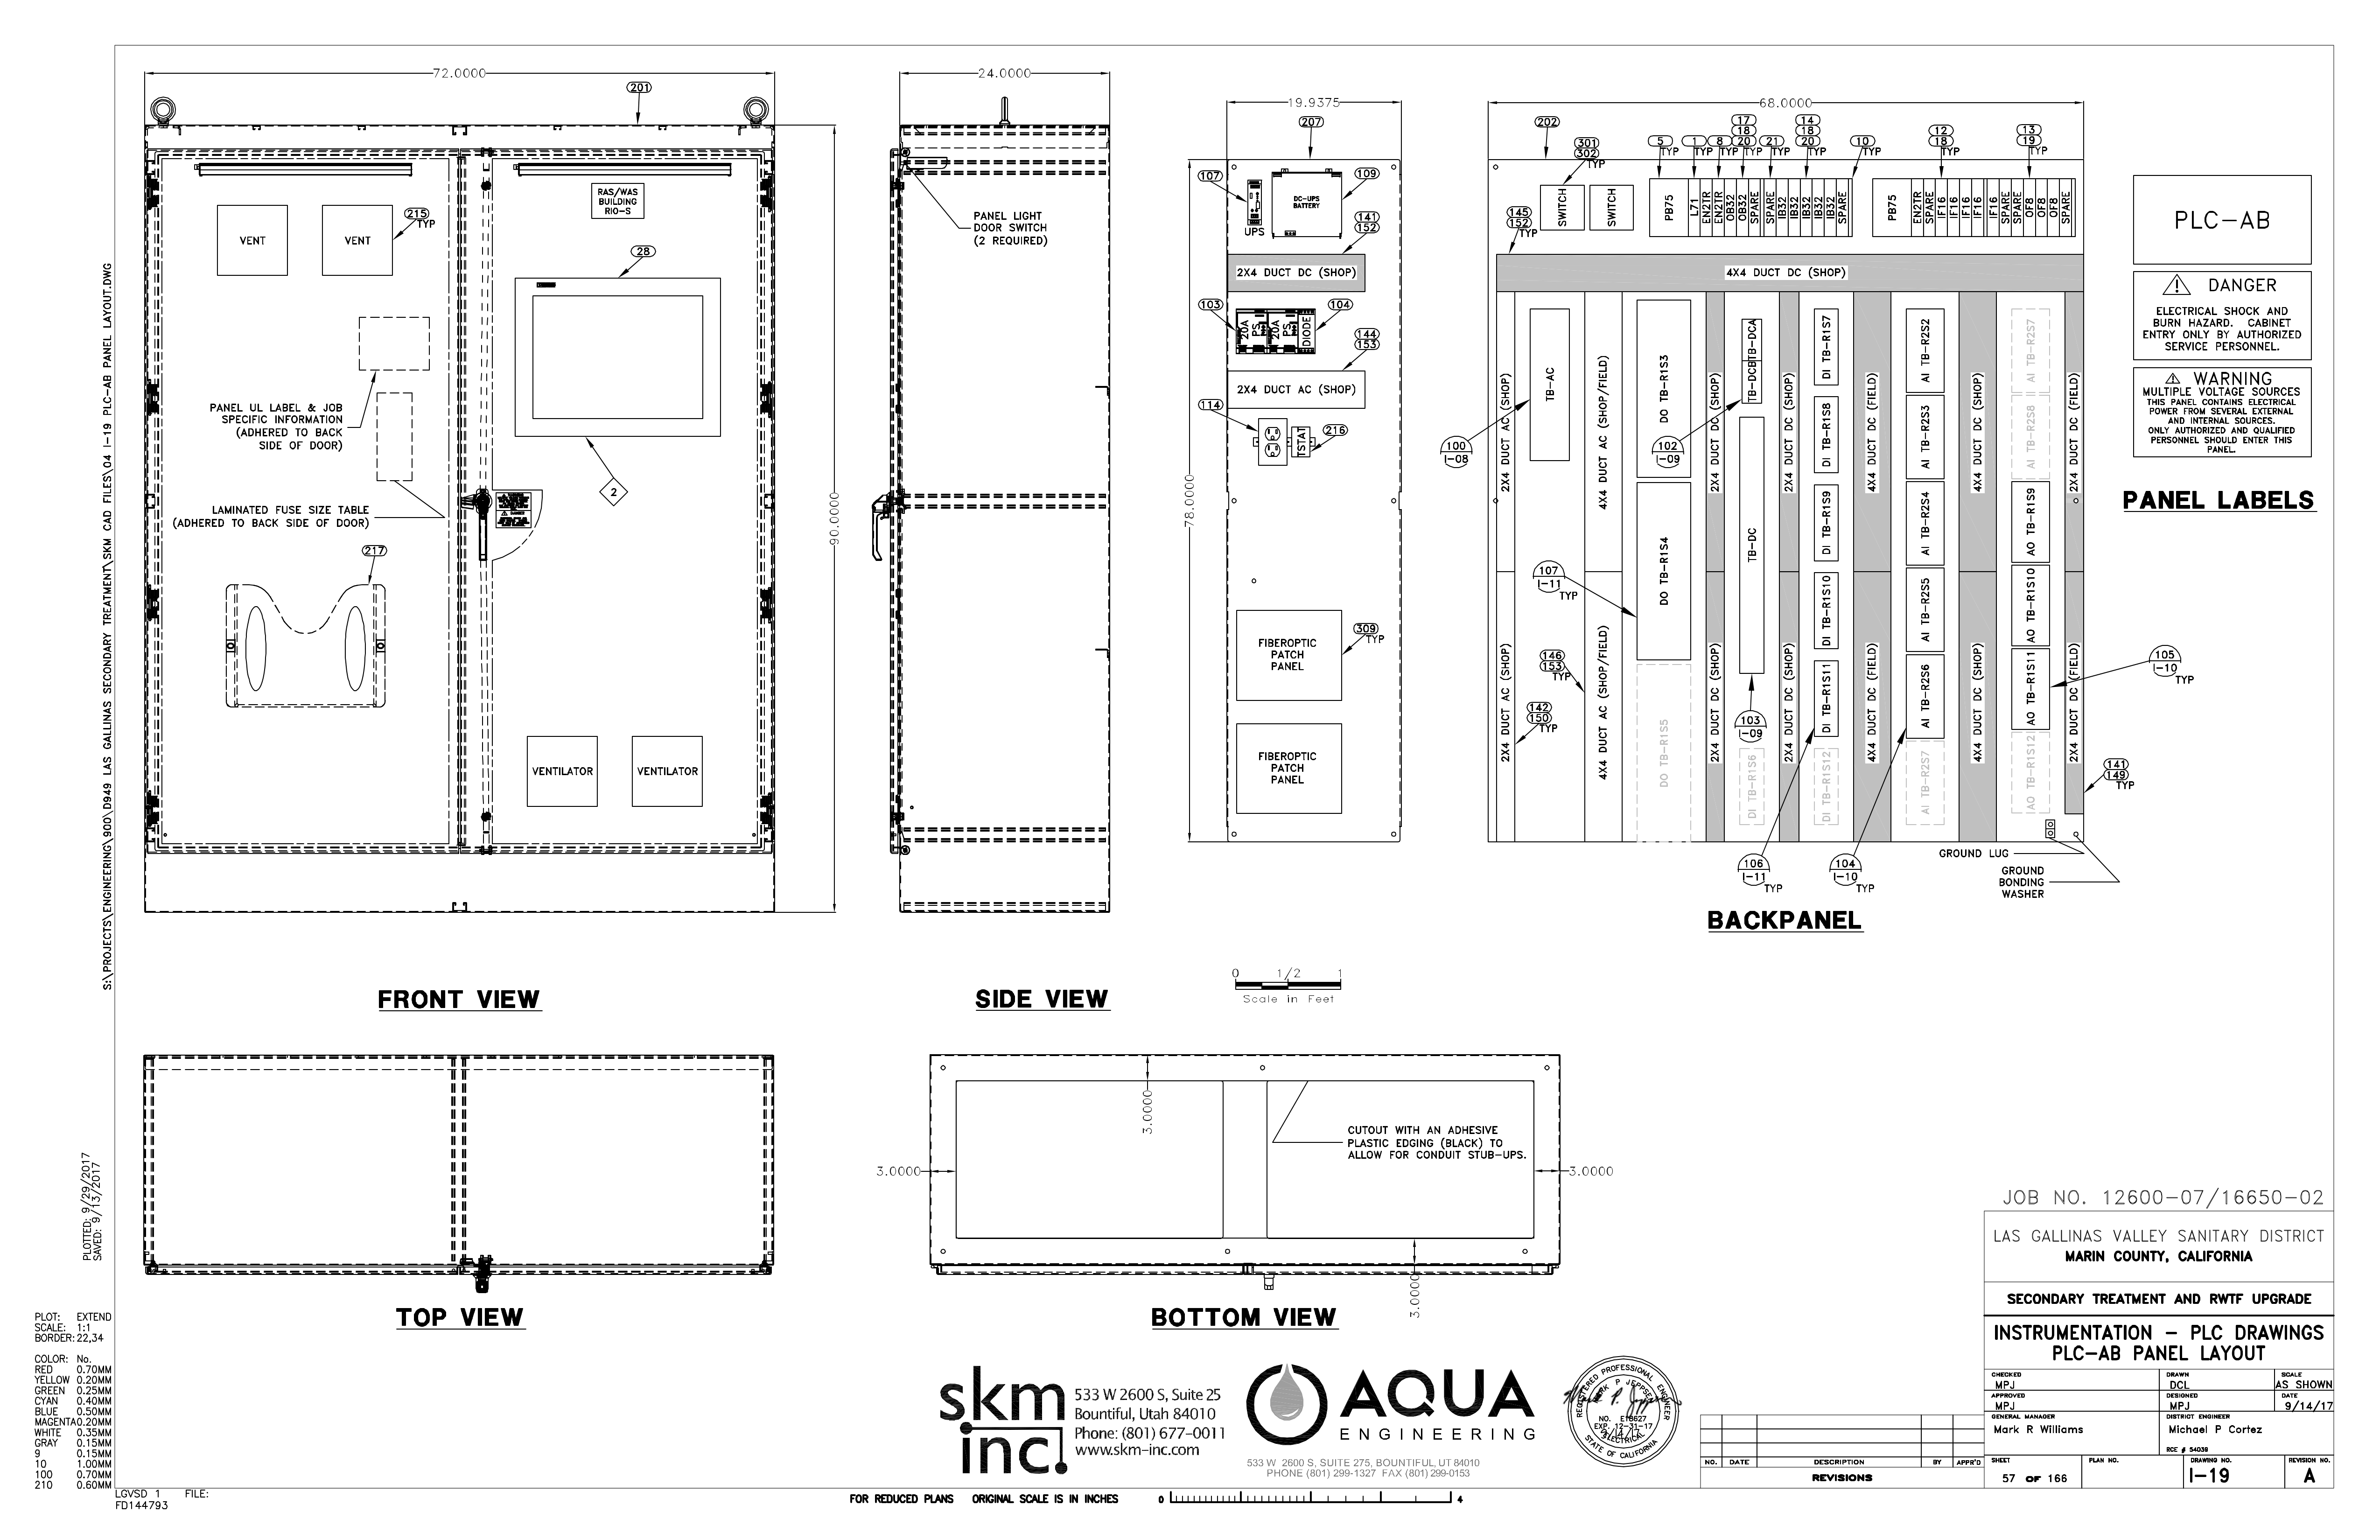 72.0000
201
RAS/WAS
BUILDING
RIO-S
VENT
VENT
215
TYP
28
PANEL UL LABEL & JOB
SPECIFIC INFORMATION
(ADHERED TO BACK
SIDE OF DOOR)
LAMINATED FUSE SIZE TABLE
(ADHERED TO BACK SIDE OF DOOR)
2
217
VENTILATOR
VENTILATOR
90.0000
FRONT VIEW
24.0000
PANEL LIGHT
DOOR SWITCH
(2 REQUIRED)
SIDE VIEW
19.9375
207
107
109
UPS
DC-UPS
BATTERY
141
152
2X4 DUCT DC (SHOP)
103
104
20A
PS
20A
PS
DIODE
144
153
2X4 DUCT AC (SHOP)
114
TSTAT
216
78.0000
FIBEROPTIC
PATCH
PANEL
309
TYP
FIBEROPTIC
PATCH
PANEL
0 1/2 1
Scale in Feet
68.0000
202
301
302
TYP
5
TYP
1
TYP
8
TYP
17
18
20
TYP
21
TYP
14
18
20
TYP
10
TYP
12
18
TYP
13
19
TYP
145
152
TYP
SWITCH
SWITCH
PB75
L71
EN2TR
EN2TR
OB32
OB32
SPARE
SPARE
IB32
IB32
IB32
IB32
IB32
SPARE
PB75
EN2TR
SPARE
IF16
IF16
IF16
IF16
IF16
SPARE
SPARE
OF8
OF8
OF8
SPARE
4X4 DUCT DC (SHOP)
2X4 DUCT AC (SHOP)
TB-AC
4X4 DUCT AC (SHOP/FIELD)
DO TB-R1S3
2X4 DUCT DC (SHOP)
TB-DCB
TB-DCA
TB-DC
2X4 DUCT DC (SHOP)
DI TB-R1S7
DI TB-R1S8
DI TB-R1S9
DI TB-R1S10
DI TB-R1S11
DI TB-R1S12
4X4 DUCT DC (FIELD)
AI TB-R2S2
AI TB-R2S3
AI TB-R2S4
AI TB-R2S5
AI TB-R2S6
AI TB-R2S7
4X4 DUCT DC (SHOP)
AI TB-R2S7
AI TB-R2S8
AO TB-R1S9
AO TB-R1S10
AO TB-R1S11
AO TB-R1S12
2X4 DUCT DC (FIELD)
100
I-08
102
I-09
107
I-11
TYP
DO TB-R1S4
DO TB-R1S5
146
153
TYP
142
150
TYP
2X4 DUCT AC (SHOP)
4X4 DUCT AC (SHOP/FIELD)
2X4 DUCT DC (SHOP)
103
I-09
DI TB-R1S6
2X4 DUCT DC (SHOP)
4X4 DUCT DC (FIELD)
4X4 DUCT DC (SHOP)
2X4 DUCT DC (FIELD)
105
I-10
TYP
141
149
TYP
106
I-11
TYP
104
I-10
TYP
GROUND LUG
GROUND
BONDING
WASHER
BACKPANEL
PLC-AB
DANGER
ELECTRICAL SHOCK AND
BURN HAZARD. CABINET
ENTRY ONLY BY AUTHORIZED
SERVICE PERSONNEL.
WARNING
MULTIPLE VOLTAGE SOURCES
THIS PANEL CONTAINS ELECTRICAL
POWER FROM SEVERAL EXTERNAL
AND INTERNAL SOURCES.
ONLY AUTHORIZED AND QUALIFIED
PERSONNEL SHOULD ENTER THIS
PANEL.
PANEL LABELS
TOP VIEW
3.0000
3.0000
3.0000
3.0000
CUTOUT WITH AN ADHESIVE
PLASTIC EDGING (BLACK) TO
ALLOW FOR CONDUIT STUB-UPS.
BOTTOM VIEW
S:\PROJECTS\ENGINEERING\900\D949 LAS GALLINAS SECONDARY TREATMENT\SKM CAD FILES\04 I-19 PLC-AB PANEL LAYOUT.DWG
PLOTTED: 9/29/2017
SAVED: 9/13/2017
PLOT: EXTEND
SCALE: 1:1
BORDER: 22,34
COLOR: No.
RED 0.70MM
YELLOW 0.20MM
GREEN 0.25MM
CYAN 0.40MM
BLUE 0.50MM
MAGENTA 0.20MM
WHITE 0.35MM
GRAY 0.15MM
9 0.15MM
10 1.00MM
100 0.70MM
210 0.60MM
LGVSD 1 FILE:
FD144793
skm
inc.
533 W 2600 S, Suite 25
Bountiful, Utah 84010
Phone: (801) 677-0011
www.skm-inc.com
AQUA
ENGINEERING
533 W 2600 S, SUITE 275, BOUNTIFUL, UT 84010
PHONE (801) 299-1327 FAX (801) 299-0153
REGISTERED PROFESSIONAL ENGINEER
MARK P JEPPSEN
NO. E18627
EXP. 12-31-17
9/14/17
ELECTRICAL
STATE OF CALIFORNIA
FOR REDUCED PLANS ORIGINAL SCALE IS IN INCHES 0 4
NO. DATE DESCRIPTION BY APPR'D
REVISIONS
JOB NO. 12600-07/16650-02
LAS GALLINAS VALLEY SANITARY DISTRICT
MARIN COUNTY, CALIFORNIA
SECONDARY TREATMENT AND RWTF UPGRADE
INSTRUMENTATION - PLC DRAWINGS
PLC-AB PANEL LAYOUT
CHECKED MPJ
DRAWN DCL
SCALE AS SHOWN
APPROVED MPJ
DESIGNED MPJ
DATE 9/14/17
GENERAL MANAGER
Mark R Williams
DISTRICT ENGINEER
Michael P Cortez
RCE # 54039
SHEET
57 OF 166
PLAN NO.
DRAWING NO.
I-19
REVISION NO.
A